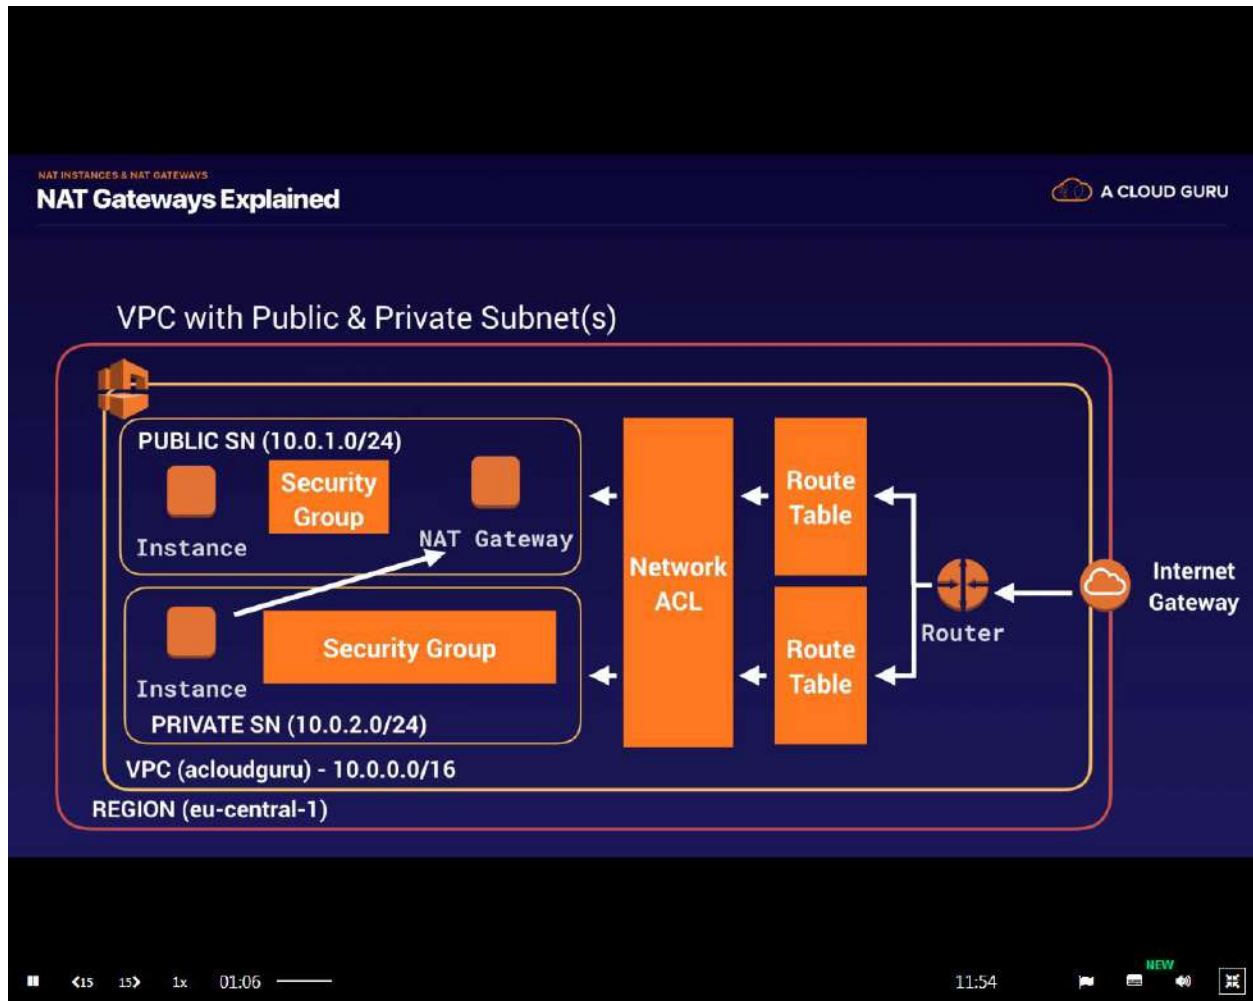 NAT INSTANCES & NAT GATEWAYS
NAT Gateways Explained
A CLOUD GURU
VPC with Public & Private Subnet(s)
PUBLIC SN (10.0.1.0/24)
Security
Group
Instance
NAT Gateway
Instance
Security Group
PRIVATE SN (10.0.2.0/24)
Network
ACL
Route
Table
Route
Table
Router
Internet
Gateway
VPC (acloudguru) - 10.0.0.0/16
REGION (eu-central-1)
15
15
1x
01:06
11:54
NEW